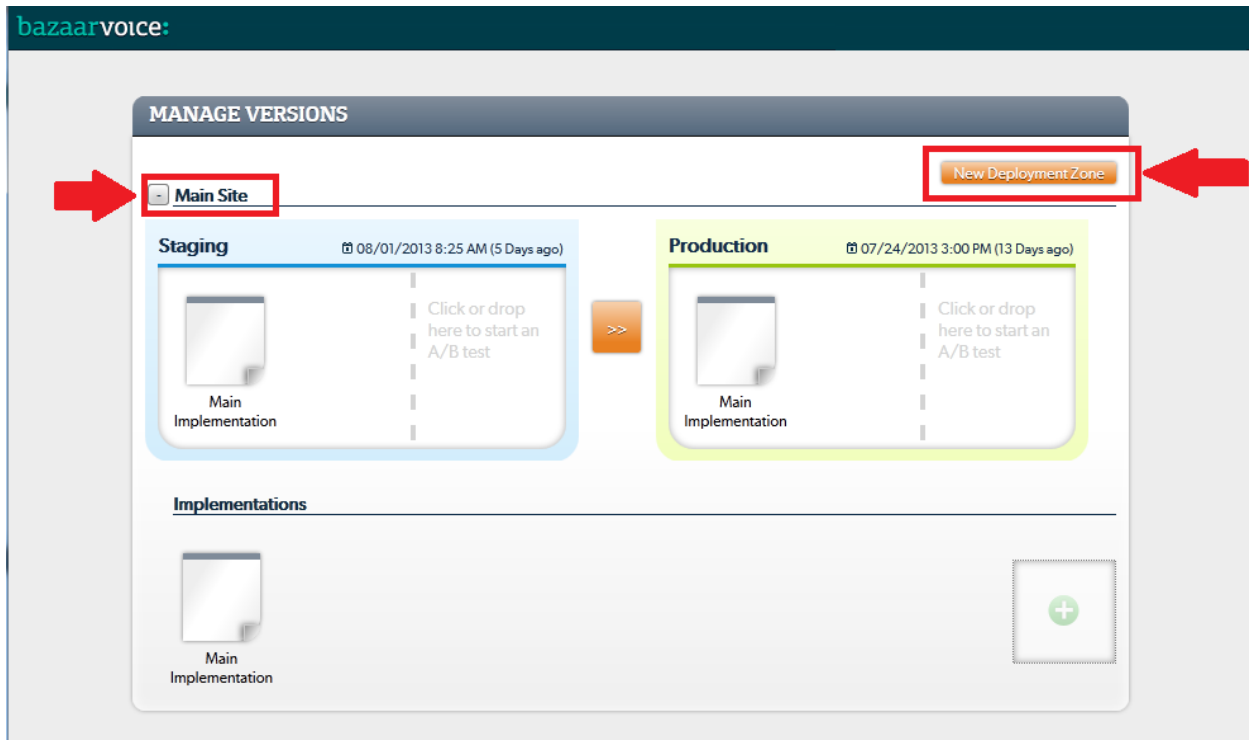 bazaarvoice:
MANAGE VERSIONS
New Deployment Zone
- Main Site
Staging
08/01/2013 8:25 AM (5 Days ago)
Click or drop
here to start an
A/B test
Main
Implementation
>>
Production
07/24/2013 3:00 PM (13 Days ago)
Click or drop
here to start an
A/B test
Main
Implementation
Implementations
Main
Implementation